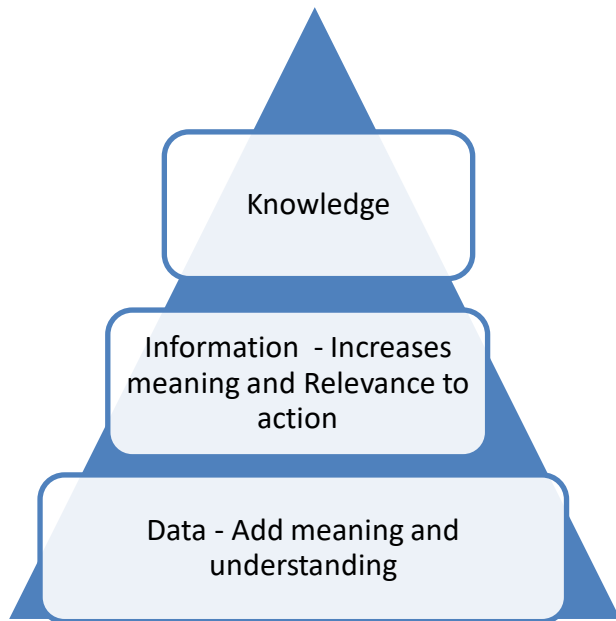 Knowledge
Information  - Increases
meaning and Relevance to
action
Data - Add meaning and
understanding